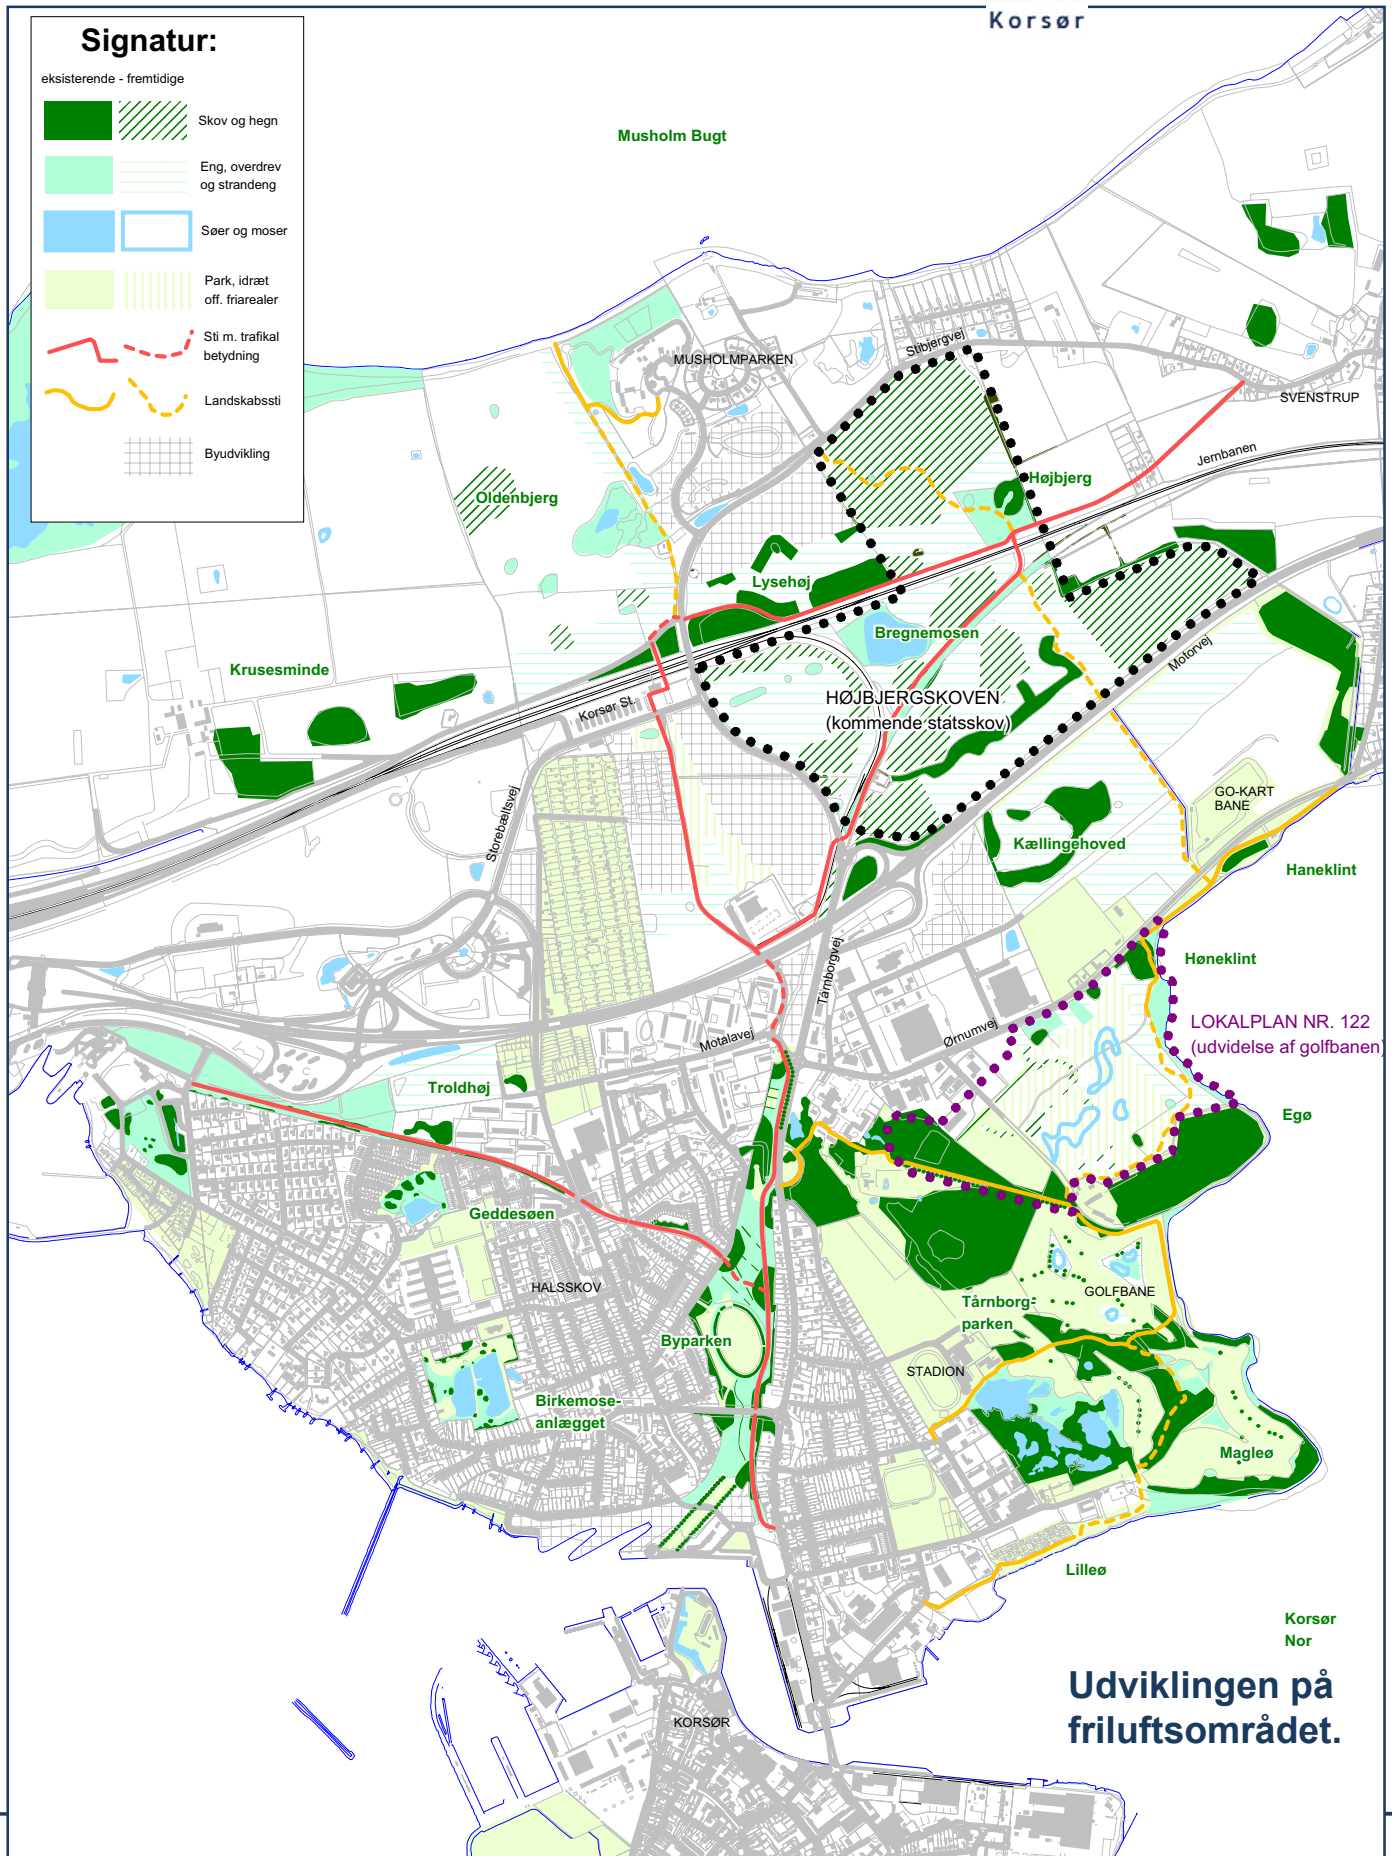 Korsør
Signatur:
eksisterende - fremtidige
Skov og hegn
Eng, overdrev
og strandeng
Søer og moser
Park, idræt
off. friarealer
Sti m. trafikal
betydning
Landskabssti
Byudvikling
Musholm Bugt
MUSHOLMPARKEN
Stibjergvej
SVENSTRUP
Jernbanen
Højbjerg
Oldenbjerg
Lysehøj
Bregnemosen
Krusesminde
Korsør St.
HØJBJERGSKOVEN
(kommende statsskov)
Motorvej
Storebæltsvej
GO-KART
BANE
Kællingehoved
Haneklint
Høneklint
Tårnborgvej
LOKALPLAN NR. 122
(udvidelse af golfbanen)
Ørnumvej
Motalavej
Troldhøj
Egø
Geddesøen
HALSSKOV
GOLFBANE
Tårnborg-
parken
Byparken
STADION
Birkemose-
anlægget
Magleø
Lilleø
Korsør
Nor
Udviklingen på
friluftsområdet.
KORSØR